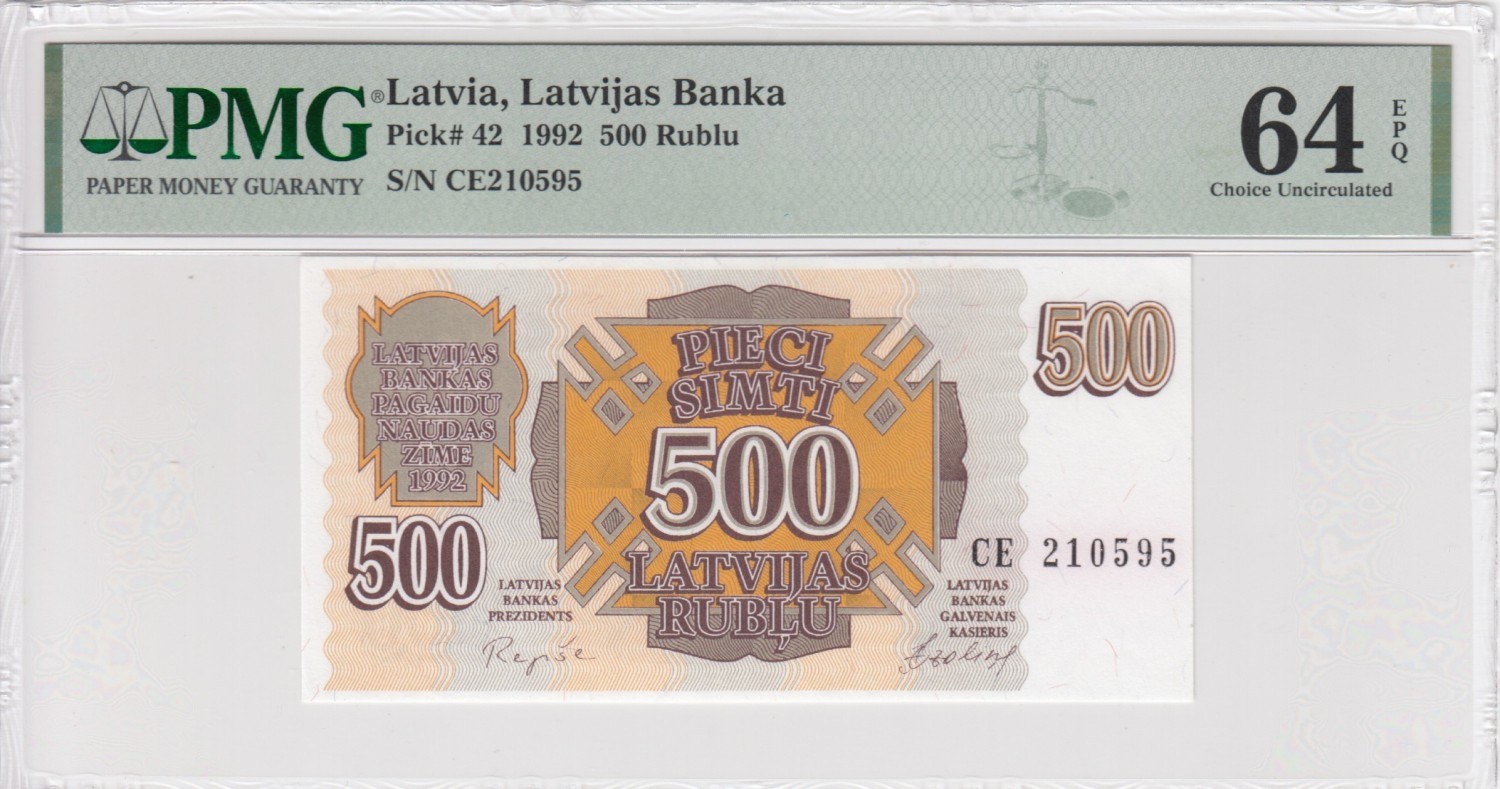 PMG®
PAPER MONEY GUARANTY
Latvia, Latvijas Banka
Pick# 42 1992 500 Rublu
S/N CE210595
64
EPQ
Choice Uncirculated
LATVIJAS
BANKAS
PAGAIDU
NAUDAS
ZĪME
1992
500
LATVIJAS
BANKAS
PREZIDENTS
Repše
PIECI
SIMTI
500
LATVIJAS
RUBĻU
500
CE 210595
LATVIJAS
BANKAS
GALVENAIS
KASIERIS